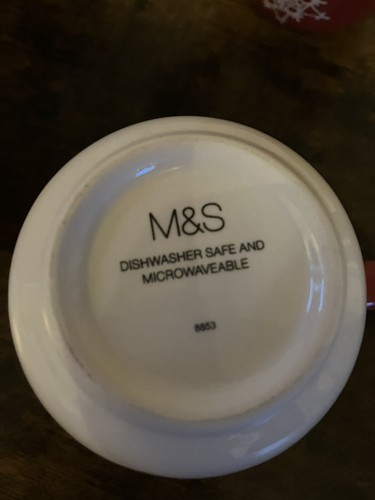 M&S
DISHWASHER SAFE AND
MICROWAVEABLE
8853